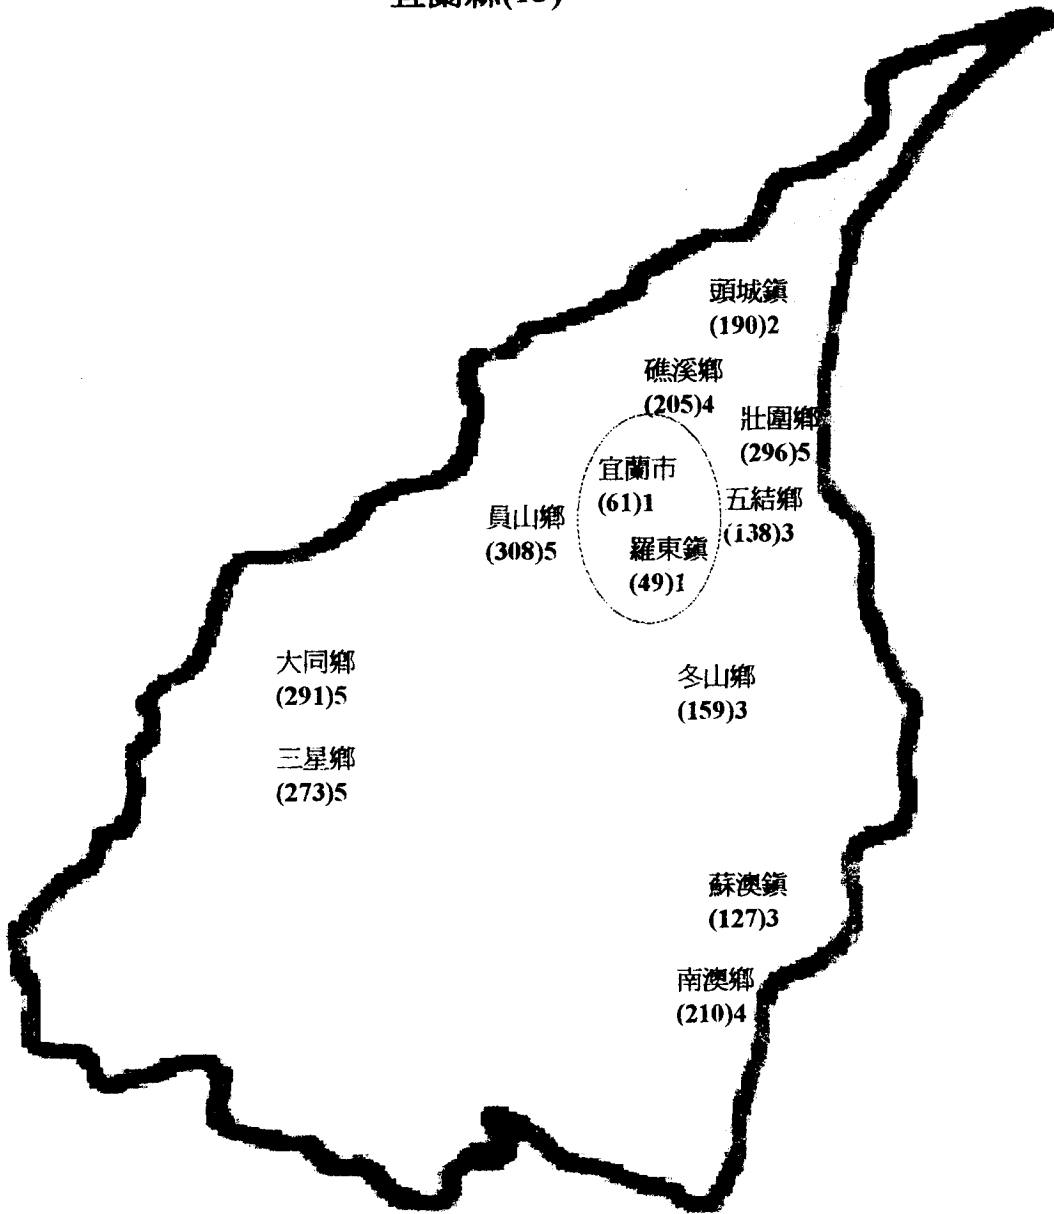 頭城鎮
(190)2
礁溪鄉
(205)4
壯圍鄉
(296)5
宜蘭市
(61)1
五結鄉
(138)3
員山鄉
(308)5
羅東鎮
(49)1
大同鄉
(291)5
冬山鄉
(159)3
三星鄉
(273)5
蘇澳鎮
(127)3
南澳鄉
(210)4